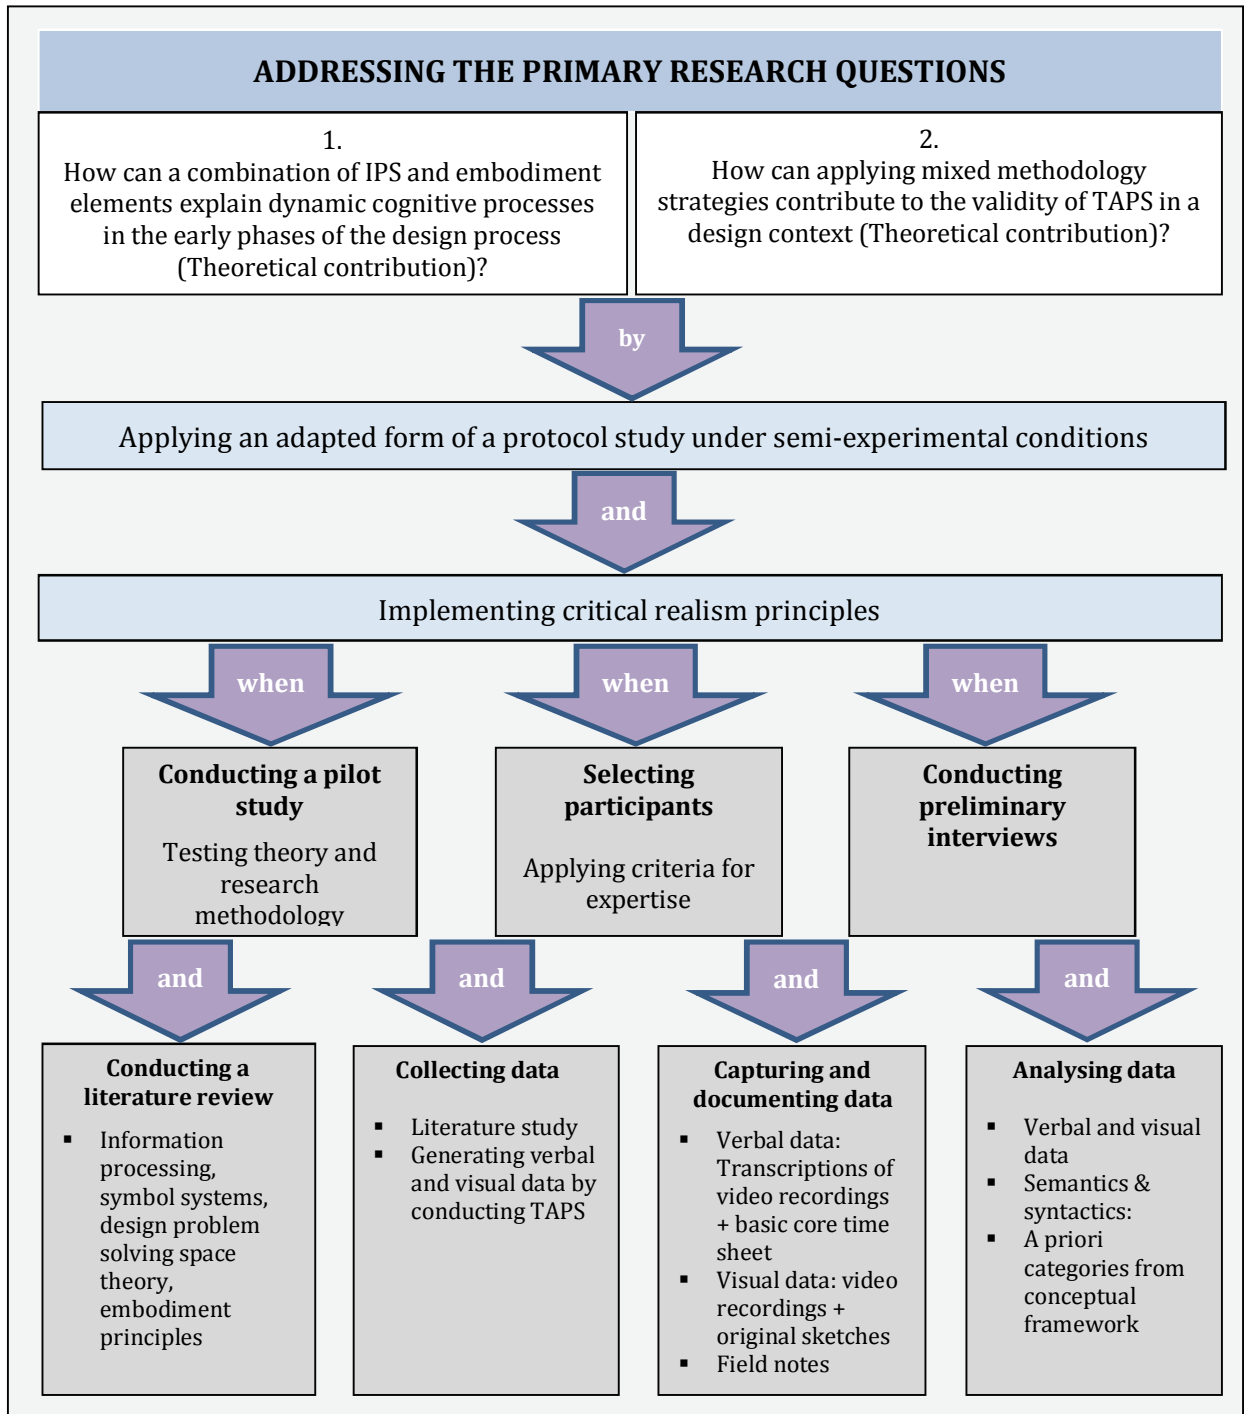 ADDRESSING THE PRIMARY RESEARCH QUESTIONS
1.
How can a combination of IPS and embodiment
elements explain dynamic cognitive processes
in the early phases of the design process
(Theoretical contribution)?
2.
How can applying mixed methodology
strategies contribute to the validity of TAPS in a
design context (Theoretical contribution)?
by
Applying an adapted form of a protocol study under semi-experimental conditions
and
Implementing critical realism principles
when
when
when
Conducting a pilot
study
Testing theory and
research
methodology
Selecting
participants
Applying criteria for
expertise
Conducting
preliminary
interviews
and
and
and
and
Conducting a
literature review
▪ Information
processing,
symbol systems,
design problem
solving space
theory,
embodiment
principles
Collecting data
▪ Literature study
▪ Generating verbal
and visual data by
conducting TAPS
Capturing and
documenting data
▪ Verbal data:
Transcriptions of
video recordings
+ basic core time
sheet
▪ Visual data: video
recordings +
original sketches
▪ Field notes
Analysing data
▪ Verbal and visual
data
▪ Semantics &
syntactics:
▪ A priori
categories from
conceptual
framework